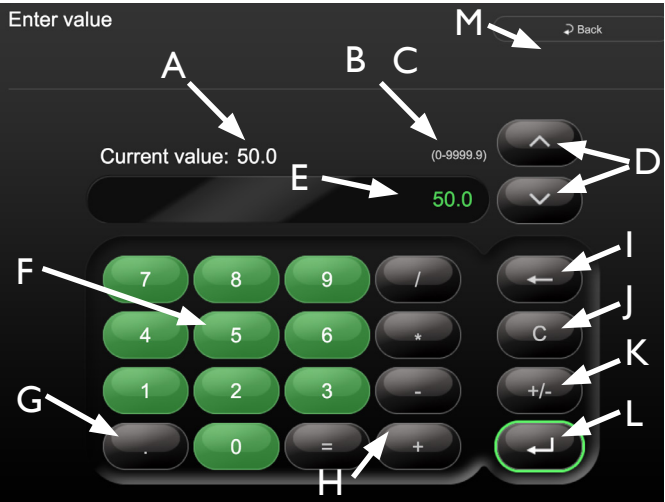 Enter value
M
Back
A
B C
Current value: 50.0
(0-9999.9)
D
E
50.0
F
7 8 9 /
I
4 5 6 *
C
J
1 2 3 -
+/-
K
G
. 0 = +
L
H